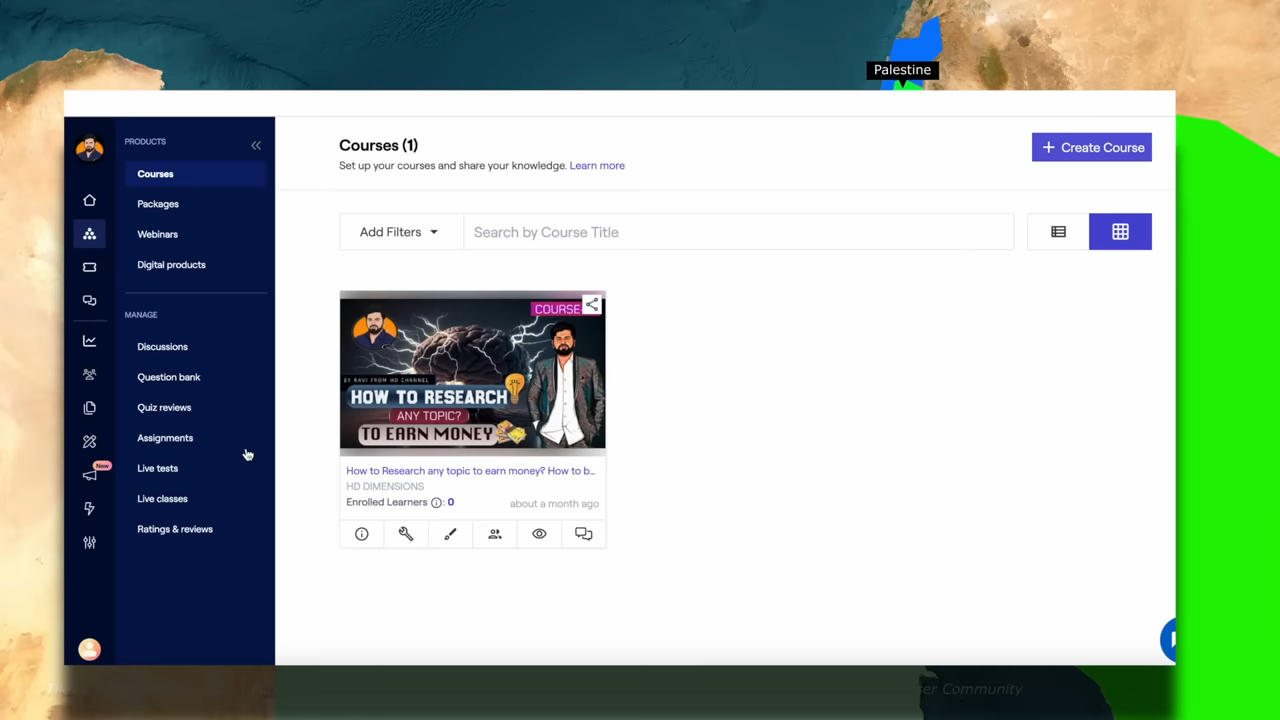 Palestine
PRODUCTS
Courses
Packages
Webinars
Digital products
MANAGE
Discussions
Question bank
Quiz reviews
Assignments
Live tests
Live classes
Ratings & reviews
New
Courses (1)
Set up your courses and share your knowledge. Learn more
+ Create Course
Add Filters
Search by Course Title
COURSE
BY RAVI FROM HD CHANNEL
HOW TO RESEARCH
ANY TOPIC?
TO EARN MONEY
How to Research any topic to earn money? How to b...
HD DIMENSIONS
Enrolled Learners : 0
about a month ago
ser Community